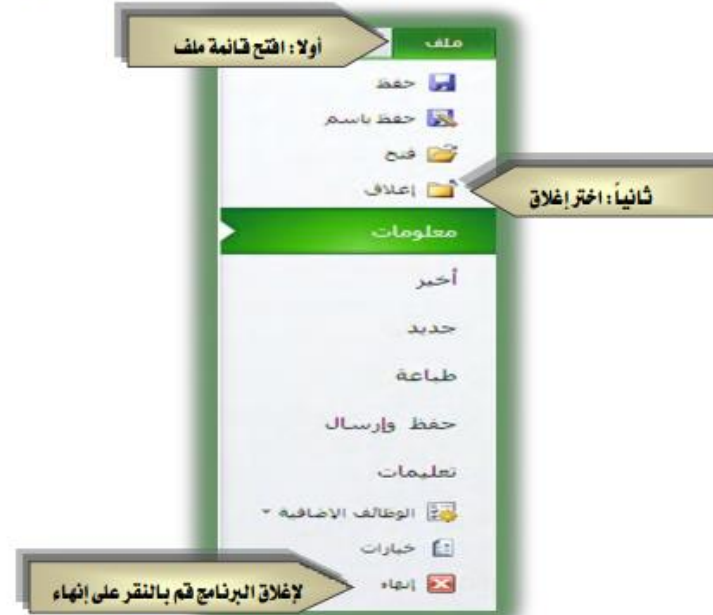 ملف
أولا: افتح قائمة ملف
حفظ
حفظ باسم
فتح
إغلاق
ثانياً: اختر إغلاق
معلومات
أخير
جديد
طباعة
حفظ وإرسال
تعليمات
الوظائف الإضافية
خيارات
إنهاء
لإغلاق البرنامج قم بالنقر على إنهاء